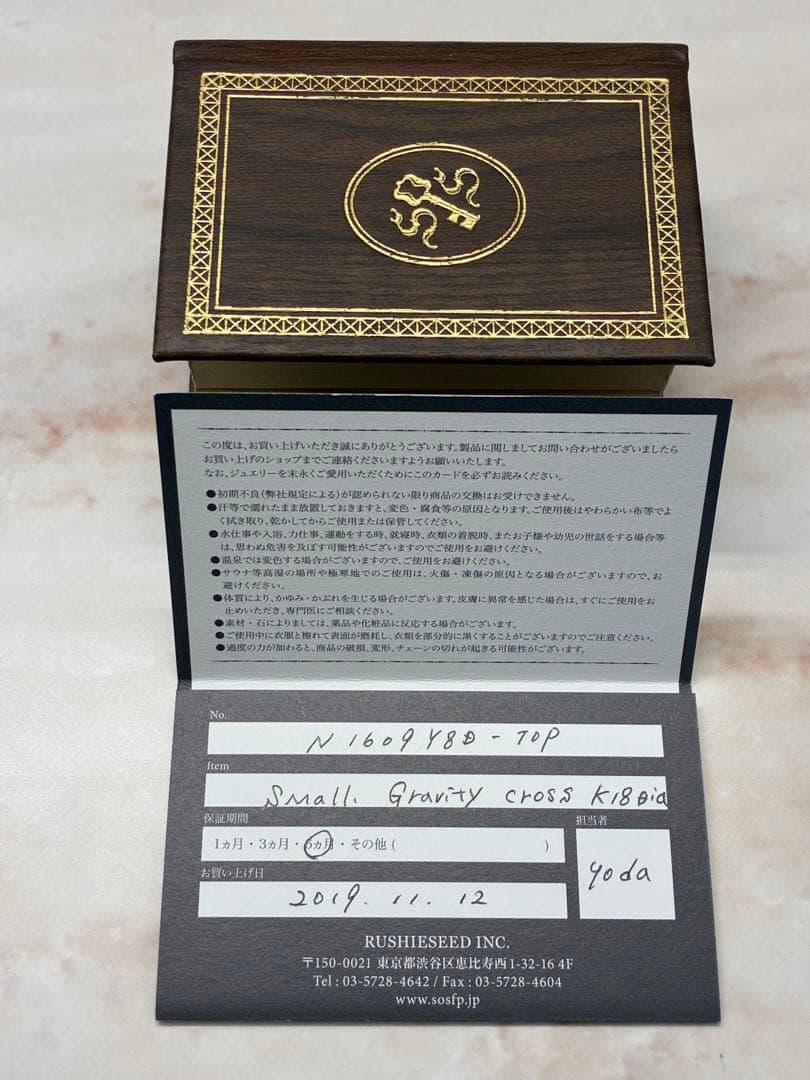 この度は、お買い上げいただき誠にありがとうございます。製品に関しましてお問い合わせがございましたら
お買い上げのショップまでご連絡くださいますようお願いいたします。
なお、ジュエリーを末永くご愛用いただくためにこのカードを必ずお読みください。
●初期不良(弊社規定による)が認められない限り商品の交換はお受けできません。
●汗等で濡れたまま放置しておきますと、変色・腐食等の原因となります。ご使用後はやわらかい布等でよ
く拭き取り、乾かしてからご使用または保管してください。
●水仕事や入浴、力仕事、運動をする時、就寝時、衣類の着脱時、またお子様や幼児の世話をする場合等
は、思わぬ危害を及ぼす可能性がございますのでご使用をお避けください。
●温泉では変色する場合がございますので、ご使用をお避けください。
●サウナ等高湿の場所や極寒地でのご使用は、火傷・凍傷の原因となる場合がございますので、お
避けください。
●体質により、かゆみ・かぶれを生じる場合がございます。皮膚に異常を感じた場合は、すぐにご使用をお
止めいただき、専門医にご相談ください。
●素材・石によりましては、薬品や化粧品に反応する場合がございます。
●ご使用中に衣服と擦れて表面が磨耗し、衣類を部分的に黒くすることがございますのでご注意ください。
●過度の力が加わると、商品の破損、変形、チェーンの切れが起きる可能性がございます。
No.
N1609Y8D-TOP
Item
Small. Gravity cross K18Dia
保証期間
1ヵ月・3ヵ月・6ヵ月・その他( )
担当者
yoda
お買い上げ日
2019. 11. 12
RUSHIESEED INC.
〒150-0021 東京都渋谷区恵比寿西1-32-16 4F
Tel : 03-5728-4642 / Fax : 03-5728-4604
www.sosfp.jp